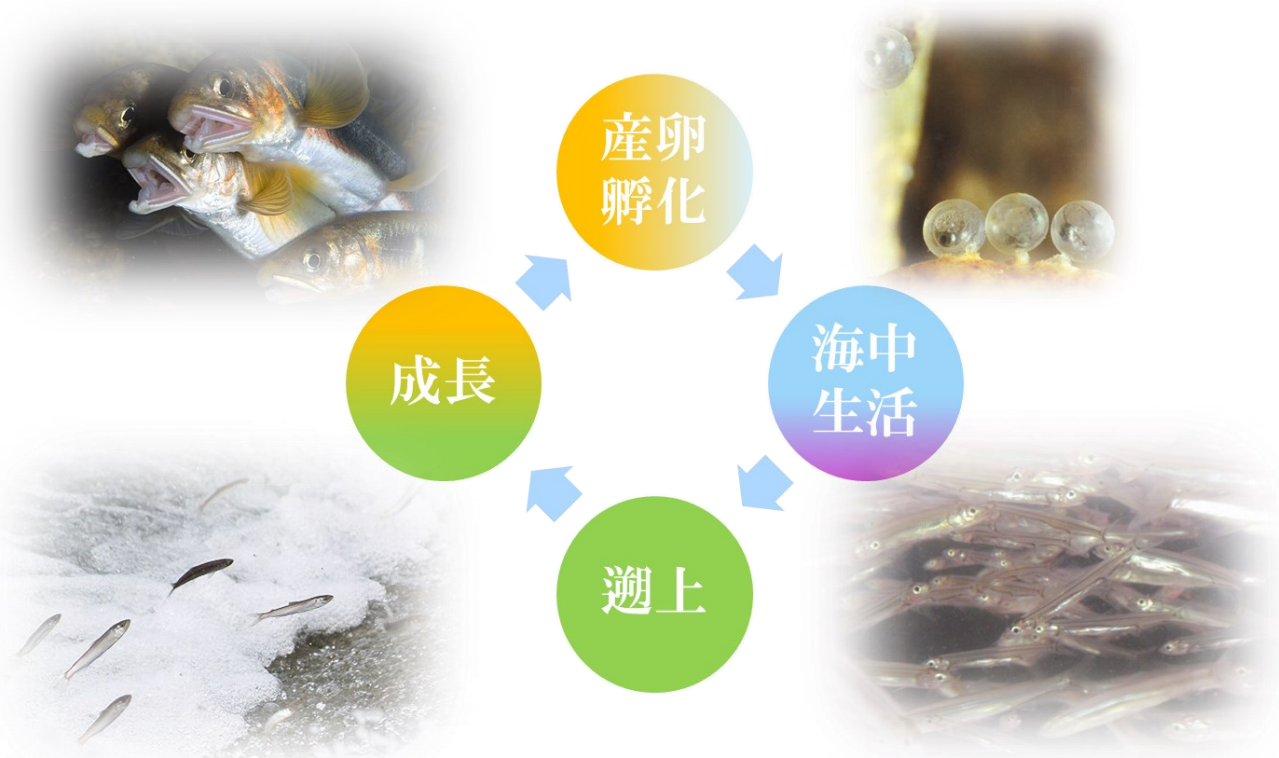 産卵
孵化
海中
生活
遡上
成長